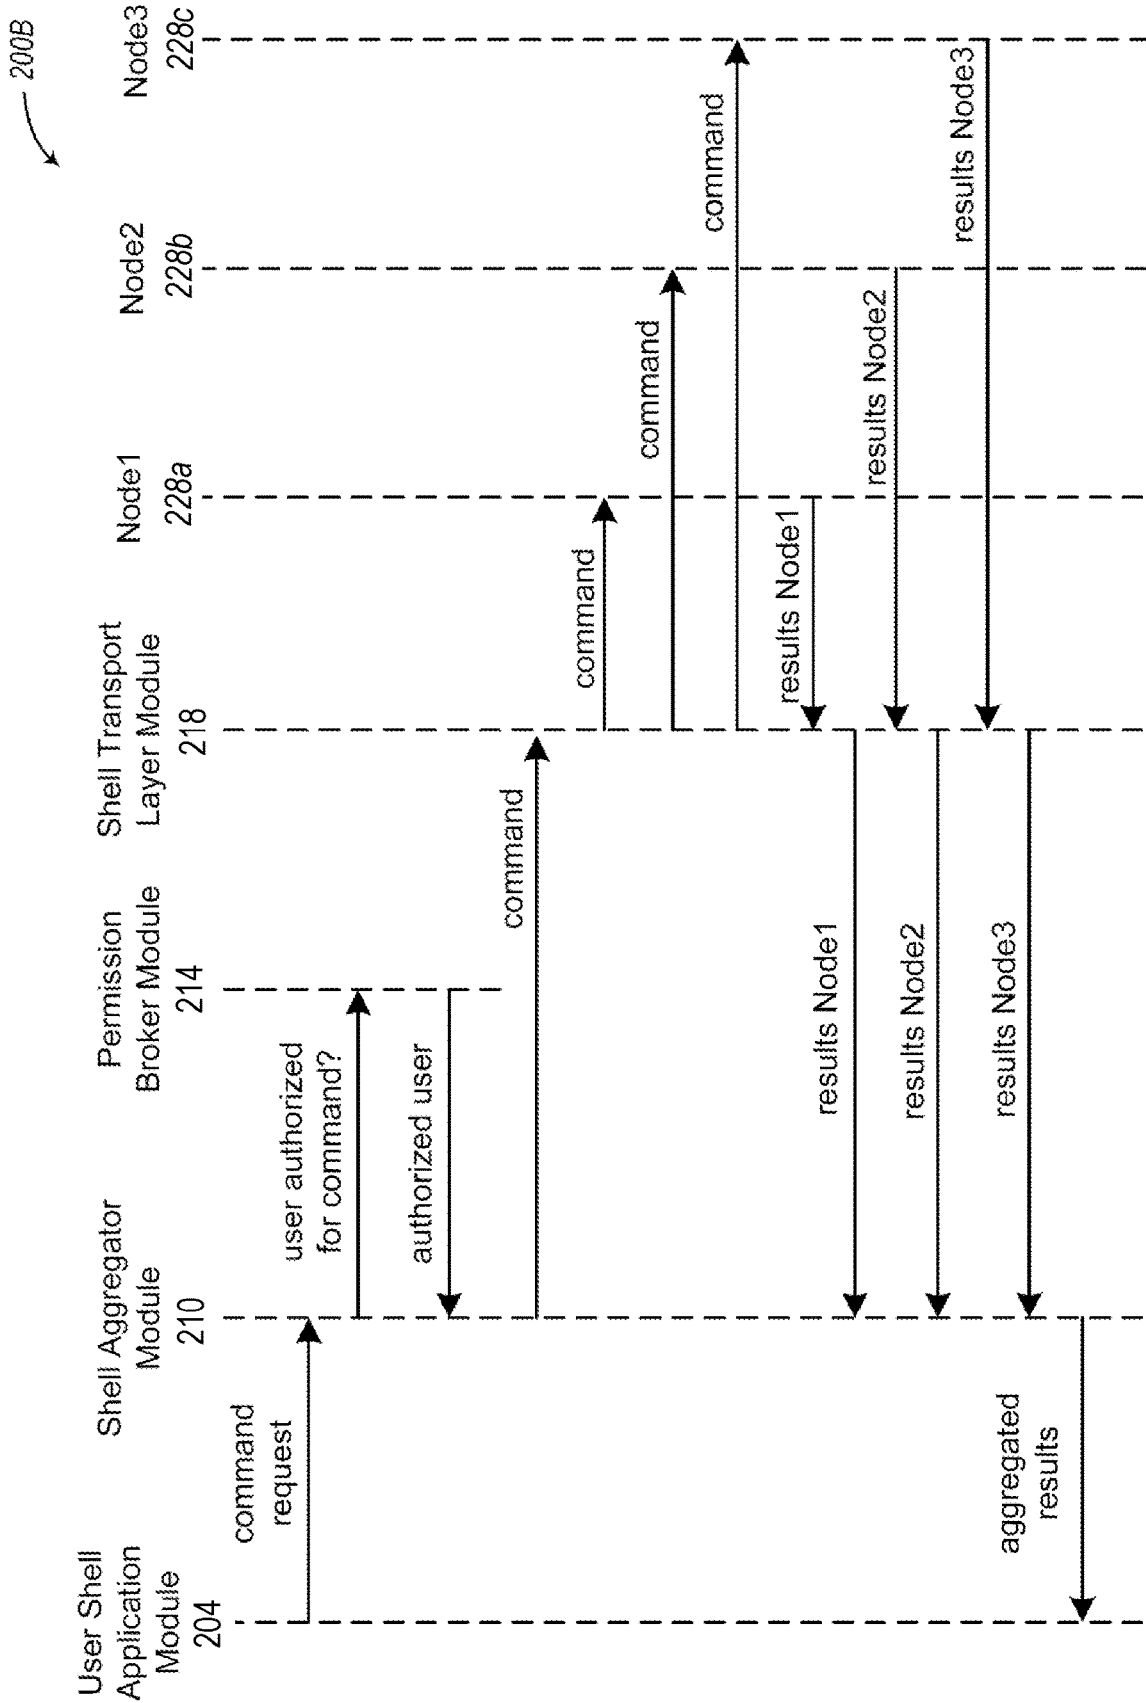 200B
User Shell
Application
Module
204
Shell Aggregator
Module
210
Permission
Broker Module
214
Shell Transport
Layer Module
218
Node1
228a
Node2
228b
Node3
228c
command
request
user authorized
for command?
authorized user
command
command
command
command
results Node1
results Node1
results Node2
results Node2
results Node3
results Node3
aggregated
results